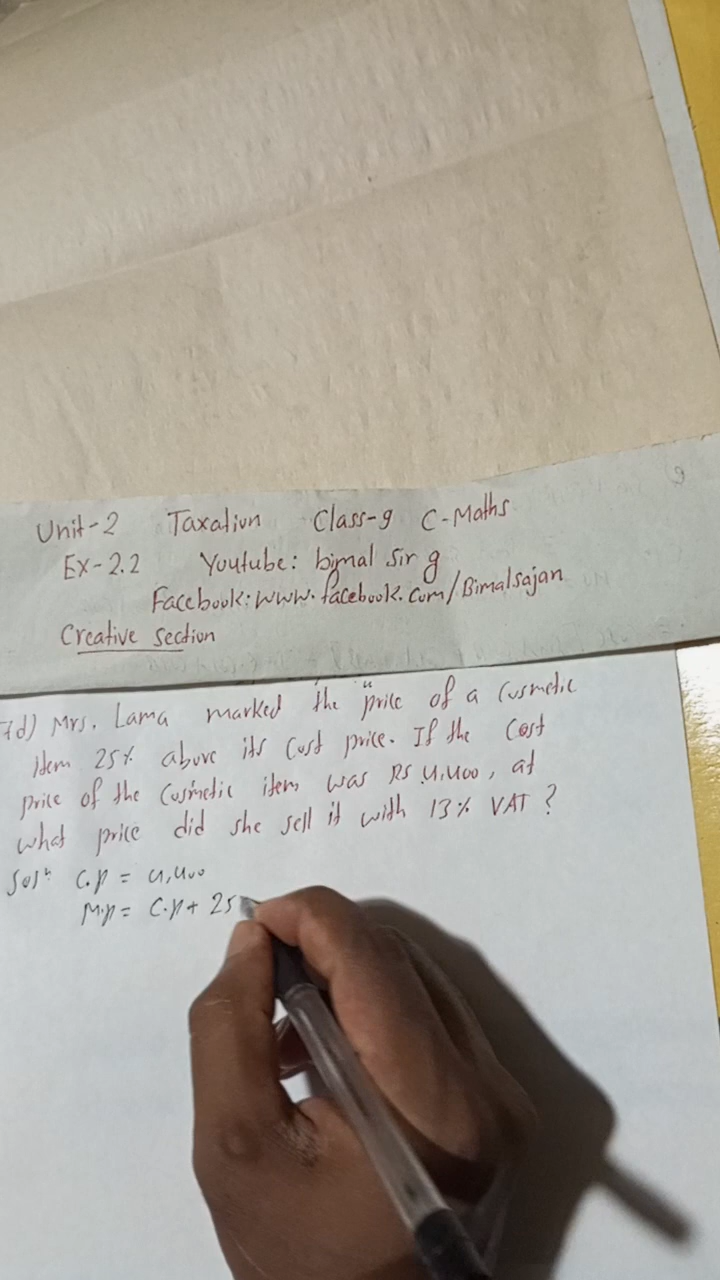 Unit-2 Taxation Class-9 C-Maths
Ex-2.2 Youtube: bimal sir g
Facebook: www.facebook.com/Bimalsajan
Creative section
7d) Mrs. Lama marked the price of a cosmetic
item 25% above its cost price. If the cost
price of the cosmetic item was Rs 4,400, at
what price did she sell it with 13% VAT?
Solⁿ C.P = 4,400
M.p = C.p + 25